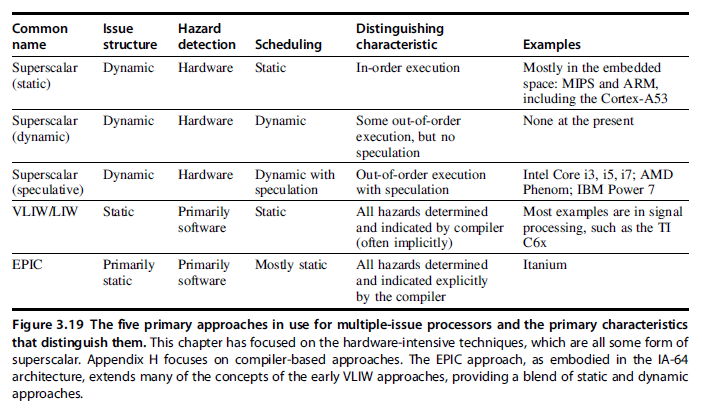 Common name Issue structure Hazard detection Scheduling Distinguishing characteristic Examples
Superscalar (static) Dynamic Hardware Static In-order execution Mostly in the embedded space: MIPS and ARM, including the Cortex-A53
Superscalar (dynamic) Dynamic Hardware Dynamic Some out-of-order execution, but no speculation None at the present
Superscalar (speculative) Dynamic Hardware Dynamic with speculation Out-of-order execution with speculation Intel Core i3, i5, i7; AMD Phenom; IBM Power 7
VLIW/LIW Static Primarily software Static All hazards determined and indicated by compiler (often implicitly) Most examples are in signal processing, such as the TI C6x
EPIC Primarily static Primarily software Mostly static All hazards determined and indicated explicitly by the compiler Itanium
Figure 3.19 The five primary approaches in use for multiple-issue processors and the primary characteristics
that distinguish them. This chapter has focused on the hardware-intensive techniques, which are all some form of
superscalar. Appendix H focuses on compiler-based approaches. The EPIC approach, as embodied in the IA-64
architecture, extends many of the concepts of the early VLIW approaches, providing a blend of static and dynamic
approaches.